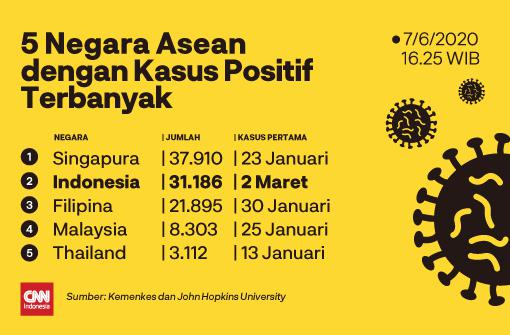 5 Negara Asean
dengan Kasus Positif
Terbanyak
7/6/2020
16.25 WIB
NEGARA | JUMLAH | KASUS PERTAMA
1 Singapura | 37.910 | 23 Januari
2 Indonesia | 31.186 | 2 Maret
3 Filipina | 21.895 | 30 Januari
4 Malaysia | 8.303 | 25 Januari
5 Thailand | 3.112 | 13 Januari
CNN
Indonesia
Sumber: Kemenkes dan John Hopkins University